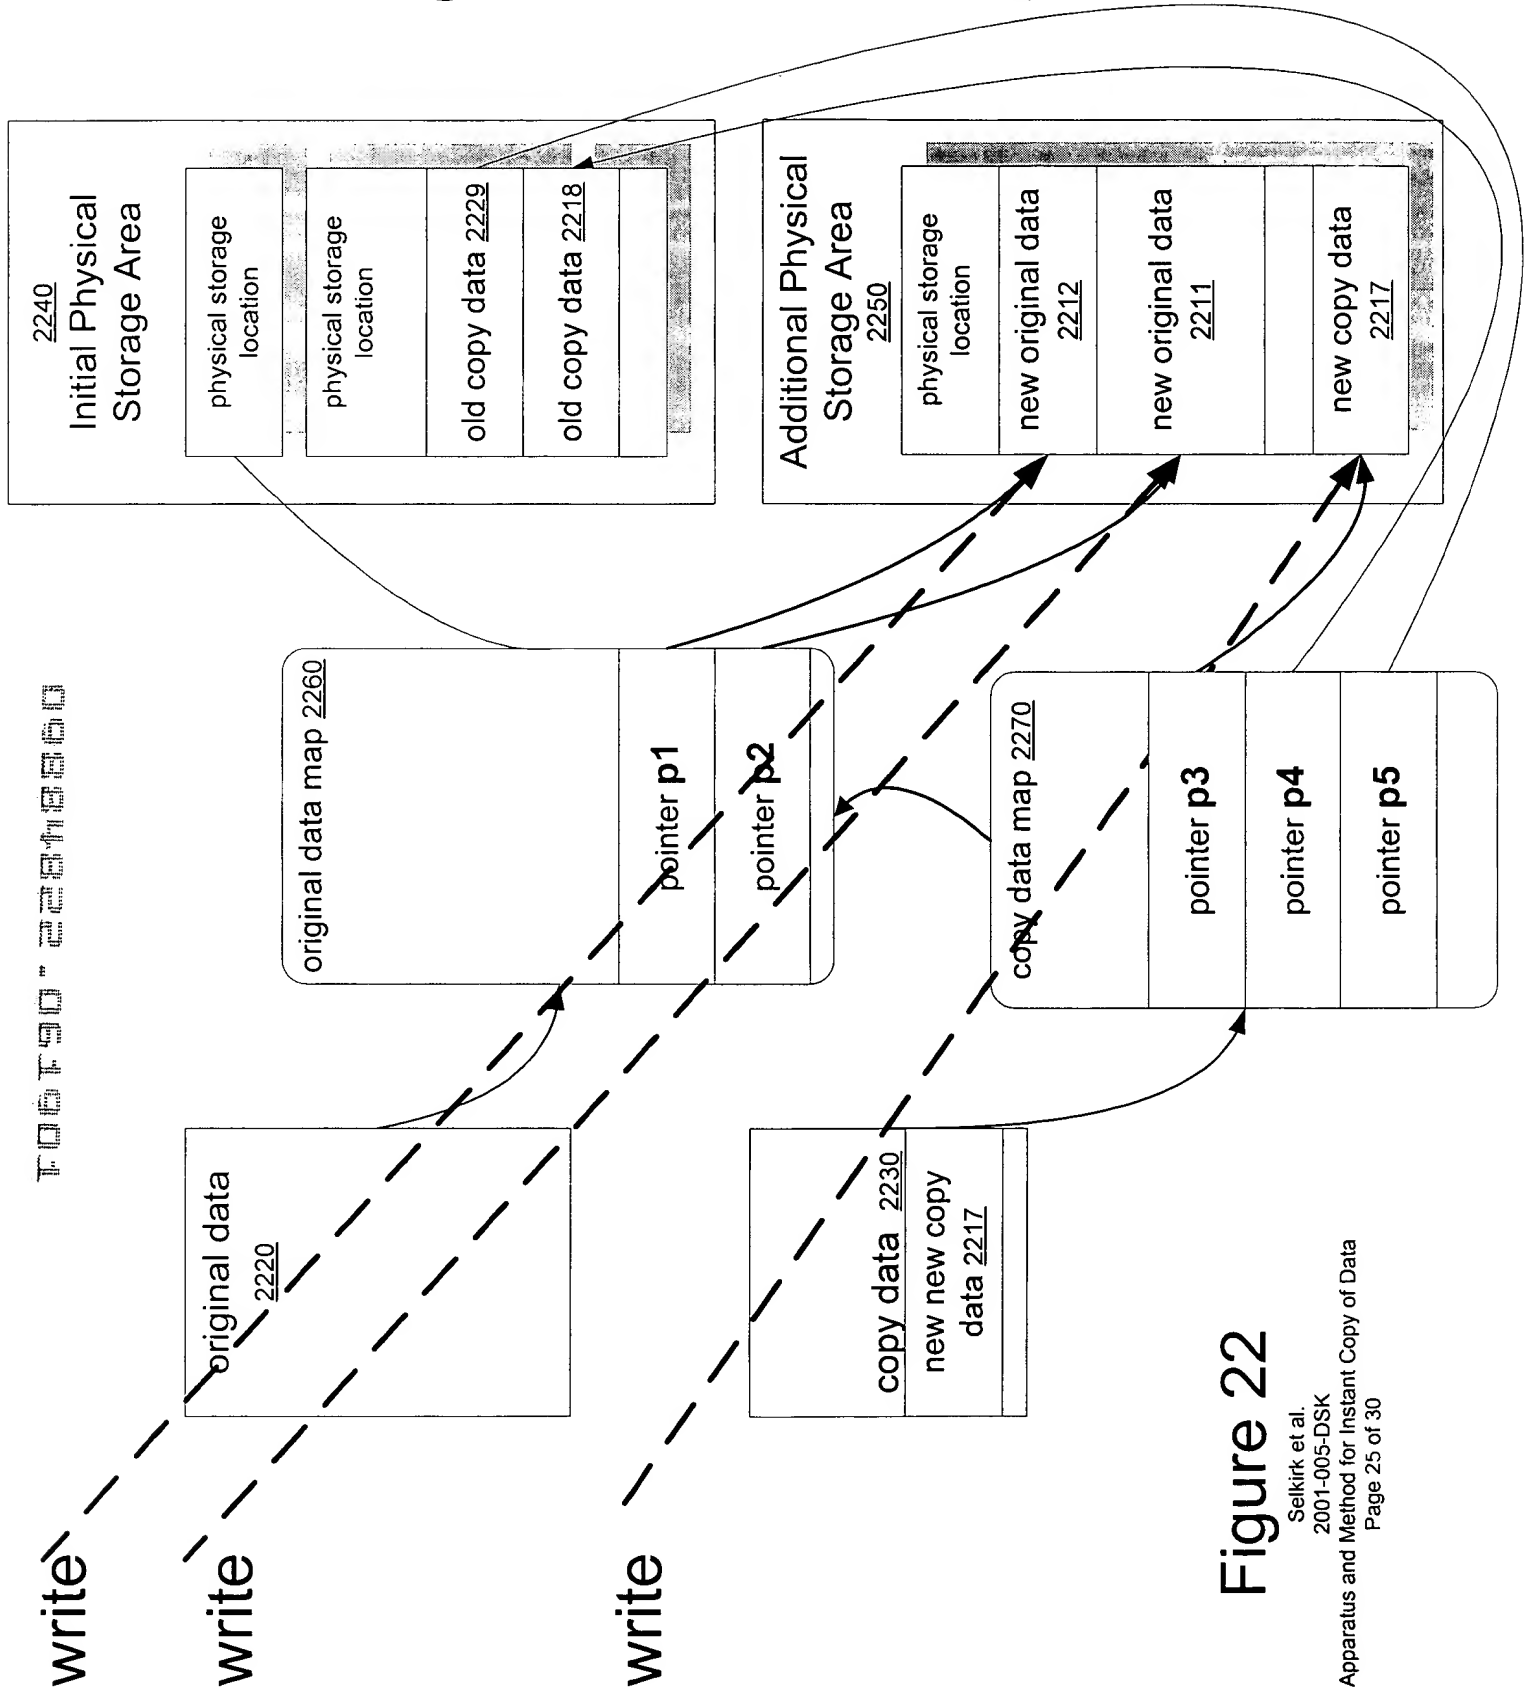 write
write
write
original data
2220
copy data 2230
new new copy
data 2217
original data map 2260
pointer p1
pointer p2
copy data map 2270
pointer p3
pointer p4
pointer p5
2240
Initial Physical
Storage Area
physical storage
location
physical storage
location
old copy data 2229
old copy data 2218
Additional Physical
Storage Area
2250
physical storage
location
new original data
2212
new original data
2211
new copy data
2217
Figure 22
Selkirk et al.
2001-005-DSK
Apparatus and Method for Instant Copy of Data
Page 25 of 30